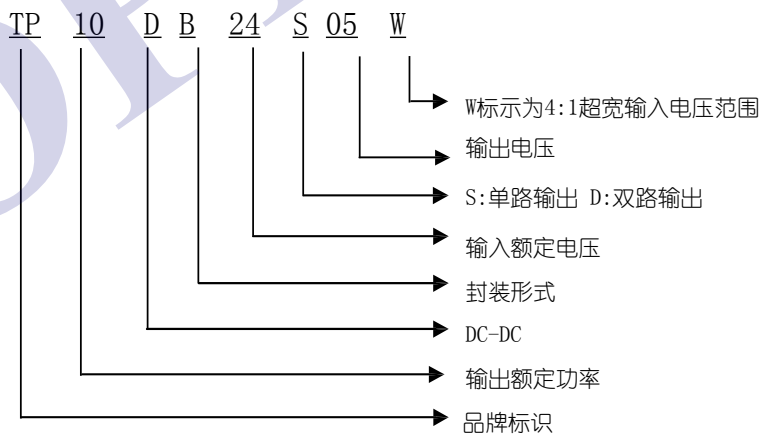 TP 10 D B 24 S 05 W
W标示为4:1超宽输入电压范围
输出电压
S:单路输出 D:双路输出
输入额定电压
封装形式
DC-DC
输出额定功率
品牌标识